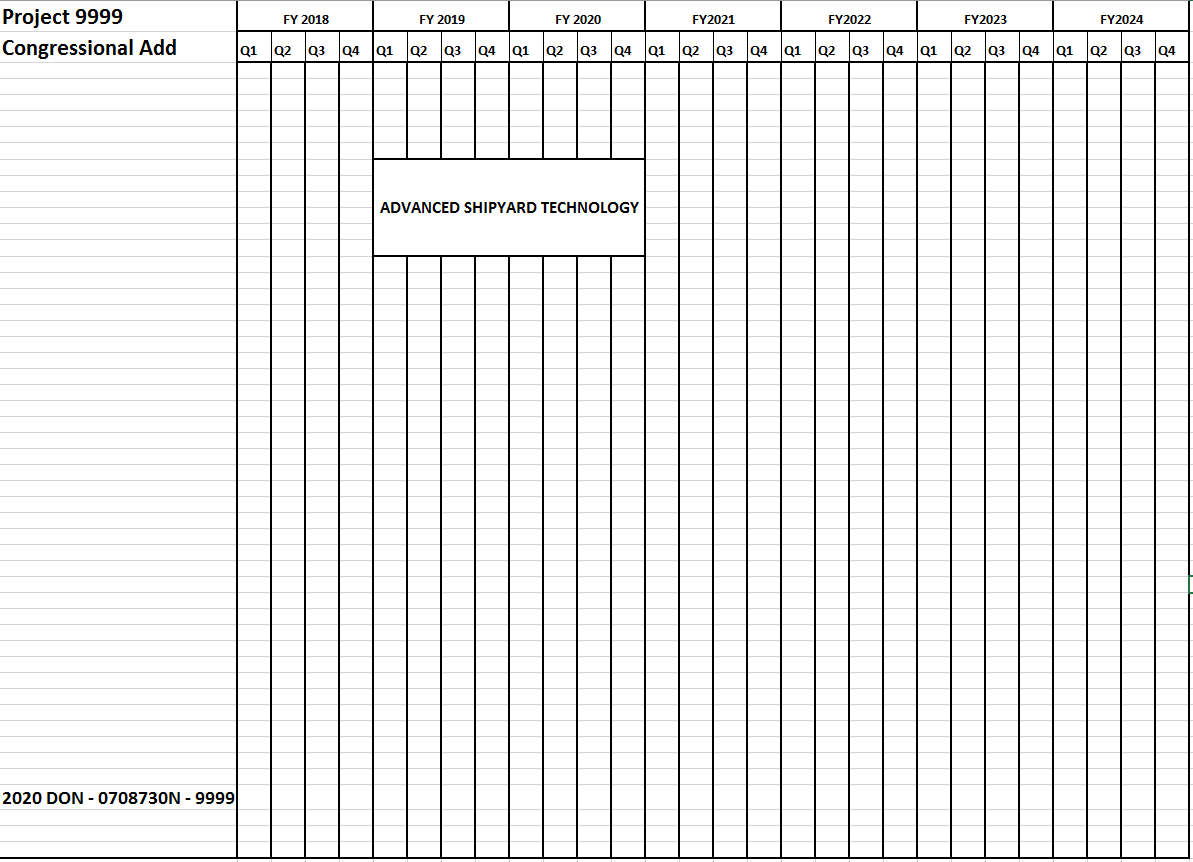 Project 9999
FY 2018 FY 2019 FY 2020 FY2021 FY2022 FY2023 FY2024
Congressional Add
Q1 Q2 Q3 Q4 Q1 Q2 Q3 Q4 Q1 Q2 Q3 Q4 Q1 Q2 Q3 Q4 Q1 Q2 Q3 Q4 Q1 Q2 Q3 Q4 Q1 Q2 Q3 Q4
ADVANCED SHIPYARD TECHNOLOGY
2020 DON - 0708730N - 9999